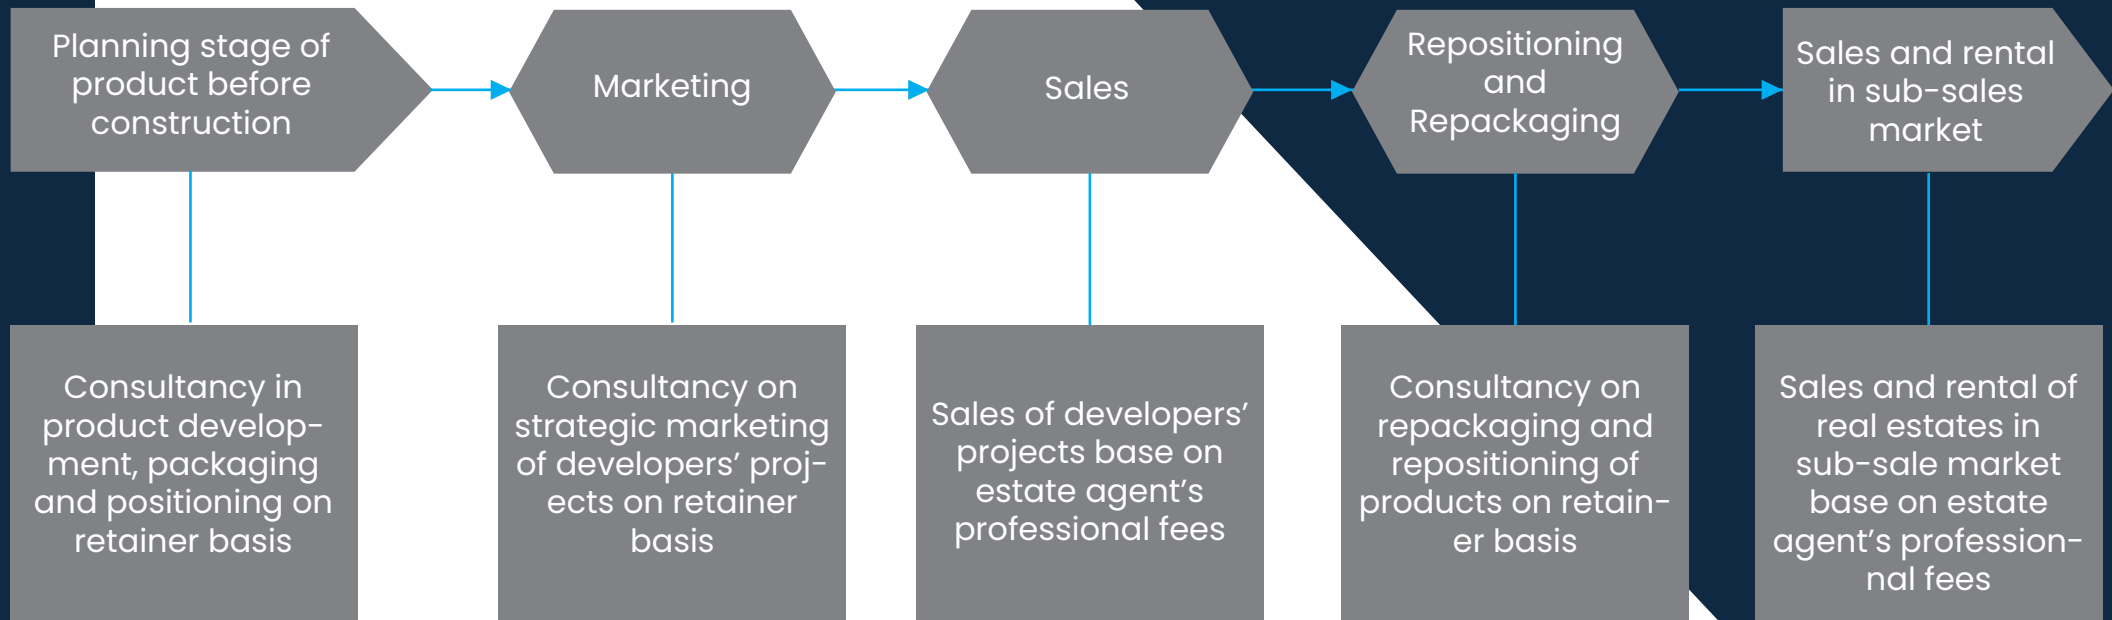 Planning stage of
product before
construction
Marketing
Sales
Repositioning
and
Repackaging
Sales and rental
in sub-sales
market
Consultancy in
product develop-
ment, packaging
and positioning on
retainer basis
Consultancy on
strategic marketing
of developers’ proj-
ects on retainer
basis
Sales of developers’
projects base on
estate agent’s
professional fees
Consultancy on
repackaging and
repositioning of
products on retain-
er basis
Sales and rental of
real estates in
sub-sale market
base on estate
agent’s profession-
nal fees